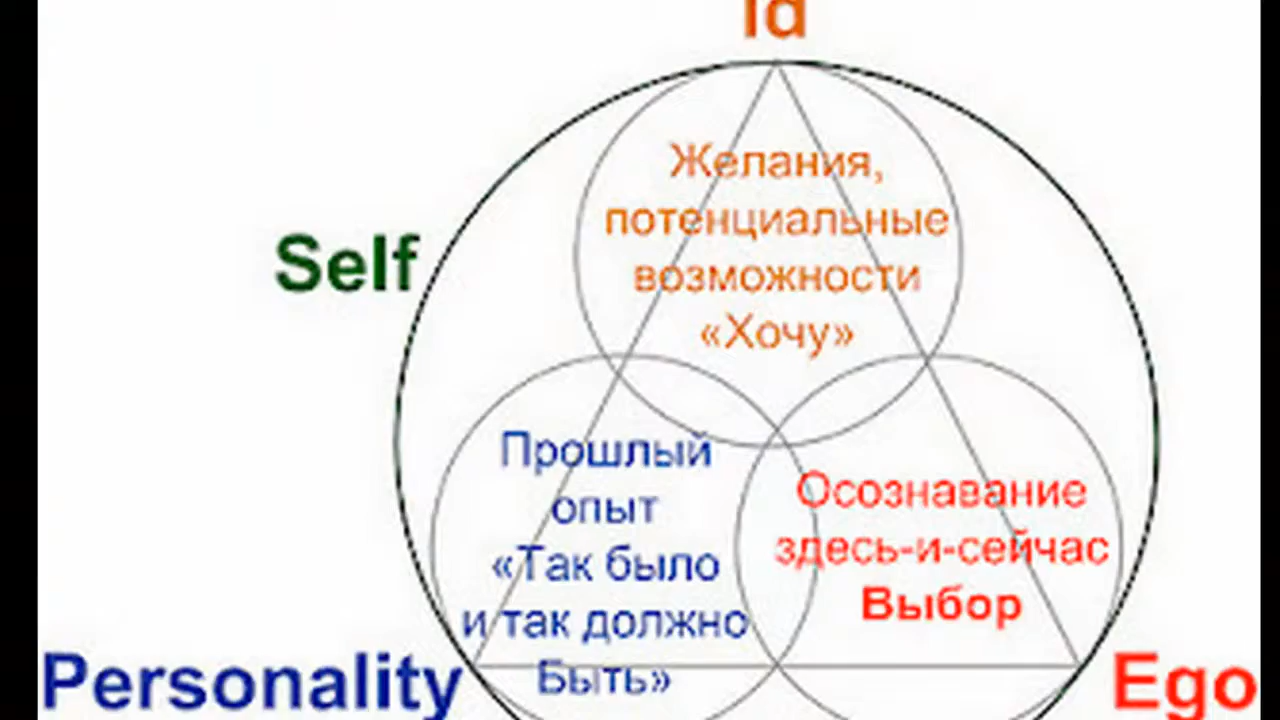 Id
Желания,
потенциальные
возможности
«Хочу»
Self
Прошлый
опыт
«Так было
и так должно
Быть»
Осознавание
здесь-и-сейчас
Выбор
Personality
Ego